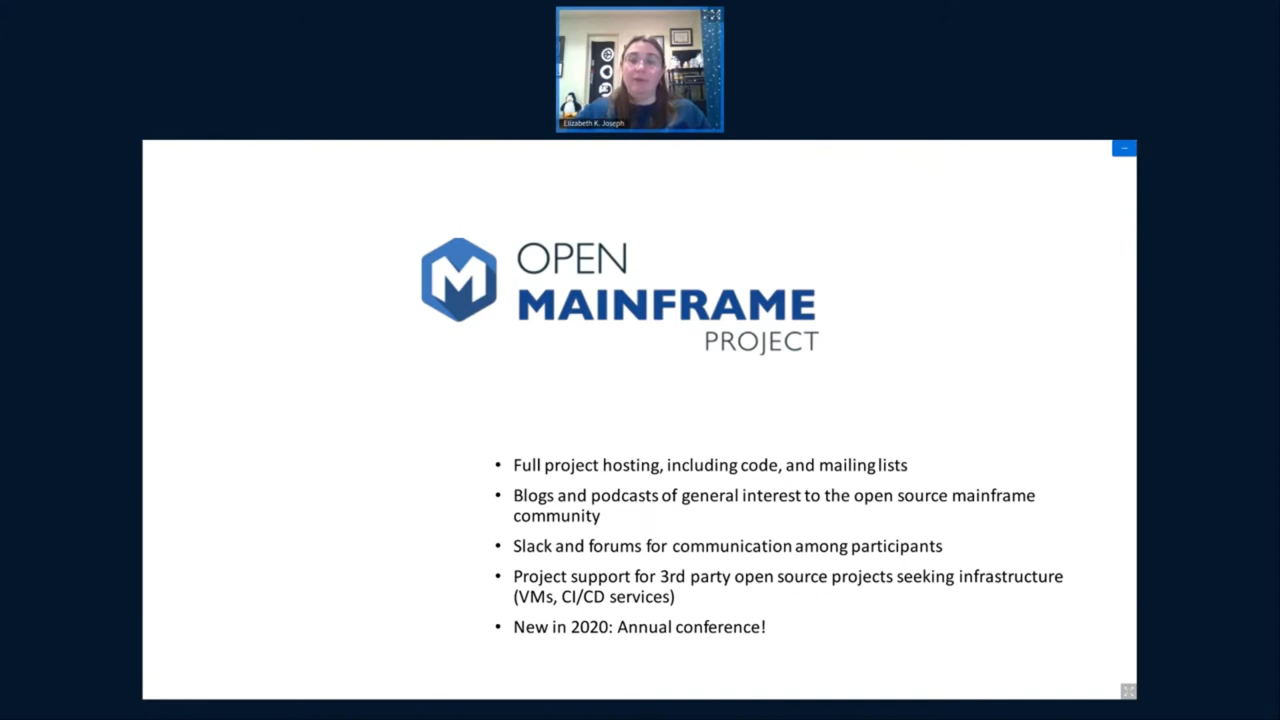 Elizabeth K. Joseph
OPEN
MAINFRAME
PROJECT
• Full project hosting, including code, and mailing lists
• Blogs and podcasts of general interest to the open source mainframe
community
• Slack and forums for communication among participants
• Project support for 3rd party open source projects seeking infrastructure
(VMs, CI/CD services)
• New in 2020: Annual conference!